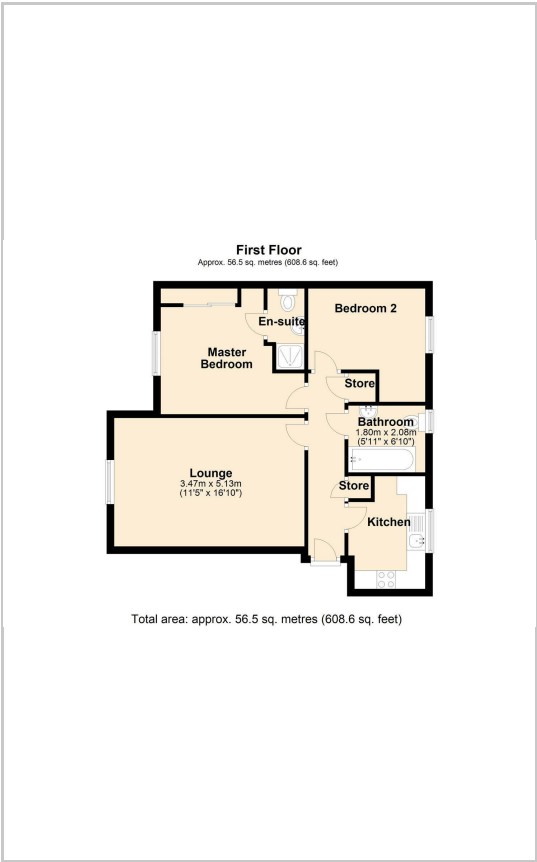 First Floor
Approx. 56.5 sq. metres (608.6 sq. feet)
Bedroom 2
En-suite
Master
Bedroom
Store
Bathroom
1.80m x 2.08m
(5'11" x 6'10")
Lounge
3.47m x 5.13m
(11'5" x 16'10")
Store
Kitchen
Total area: approx. 56.5 sq. metres (608.6 sq. feet)